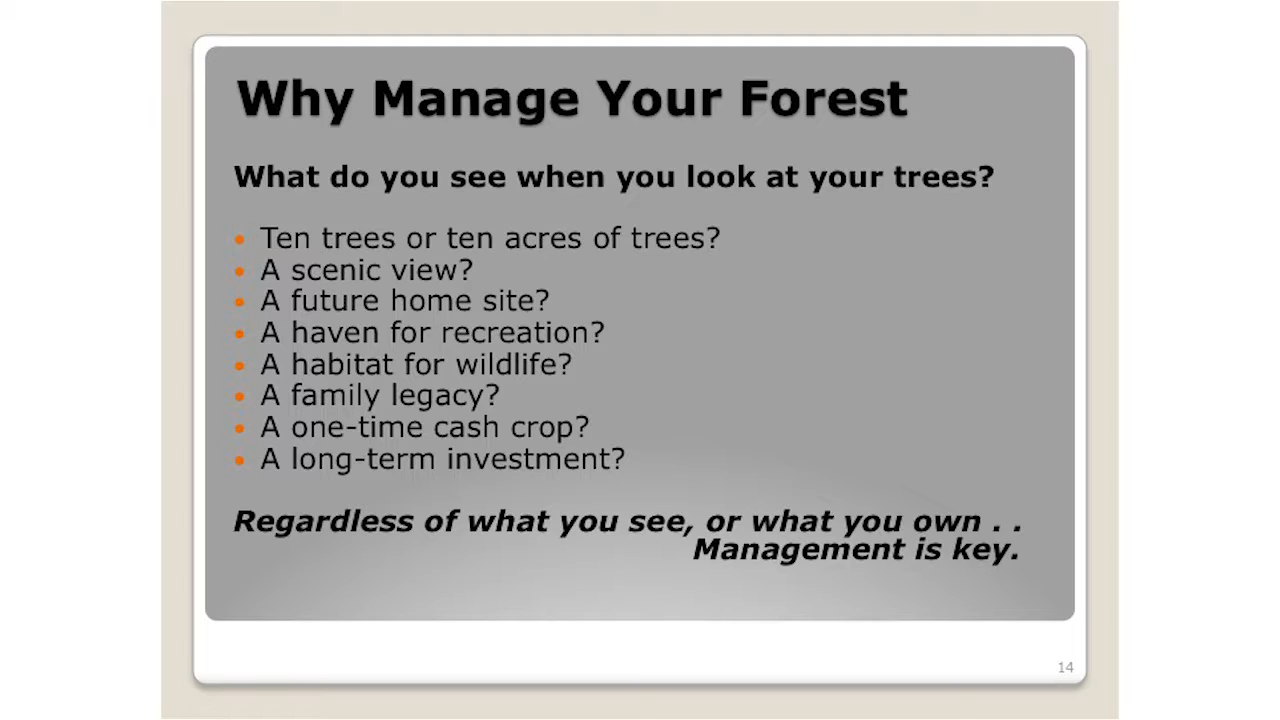 Why Manage Your Forest
What do you see when you look at your trees?
• Ten trees or ten acres of trees?
• A scenic view?
• A future home site?
• A haven for recreation?
• A habitat for wildlife?
• A family legacy?
• A one-time cash crop?
• A long-term investment?
Regardless of what you see, or what you own . .
Management is key.
14